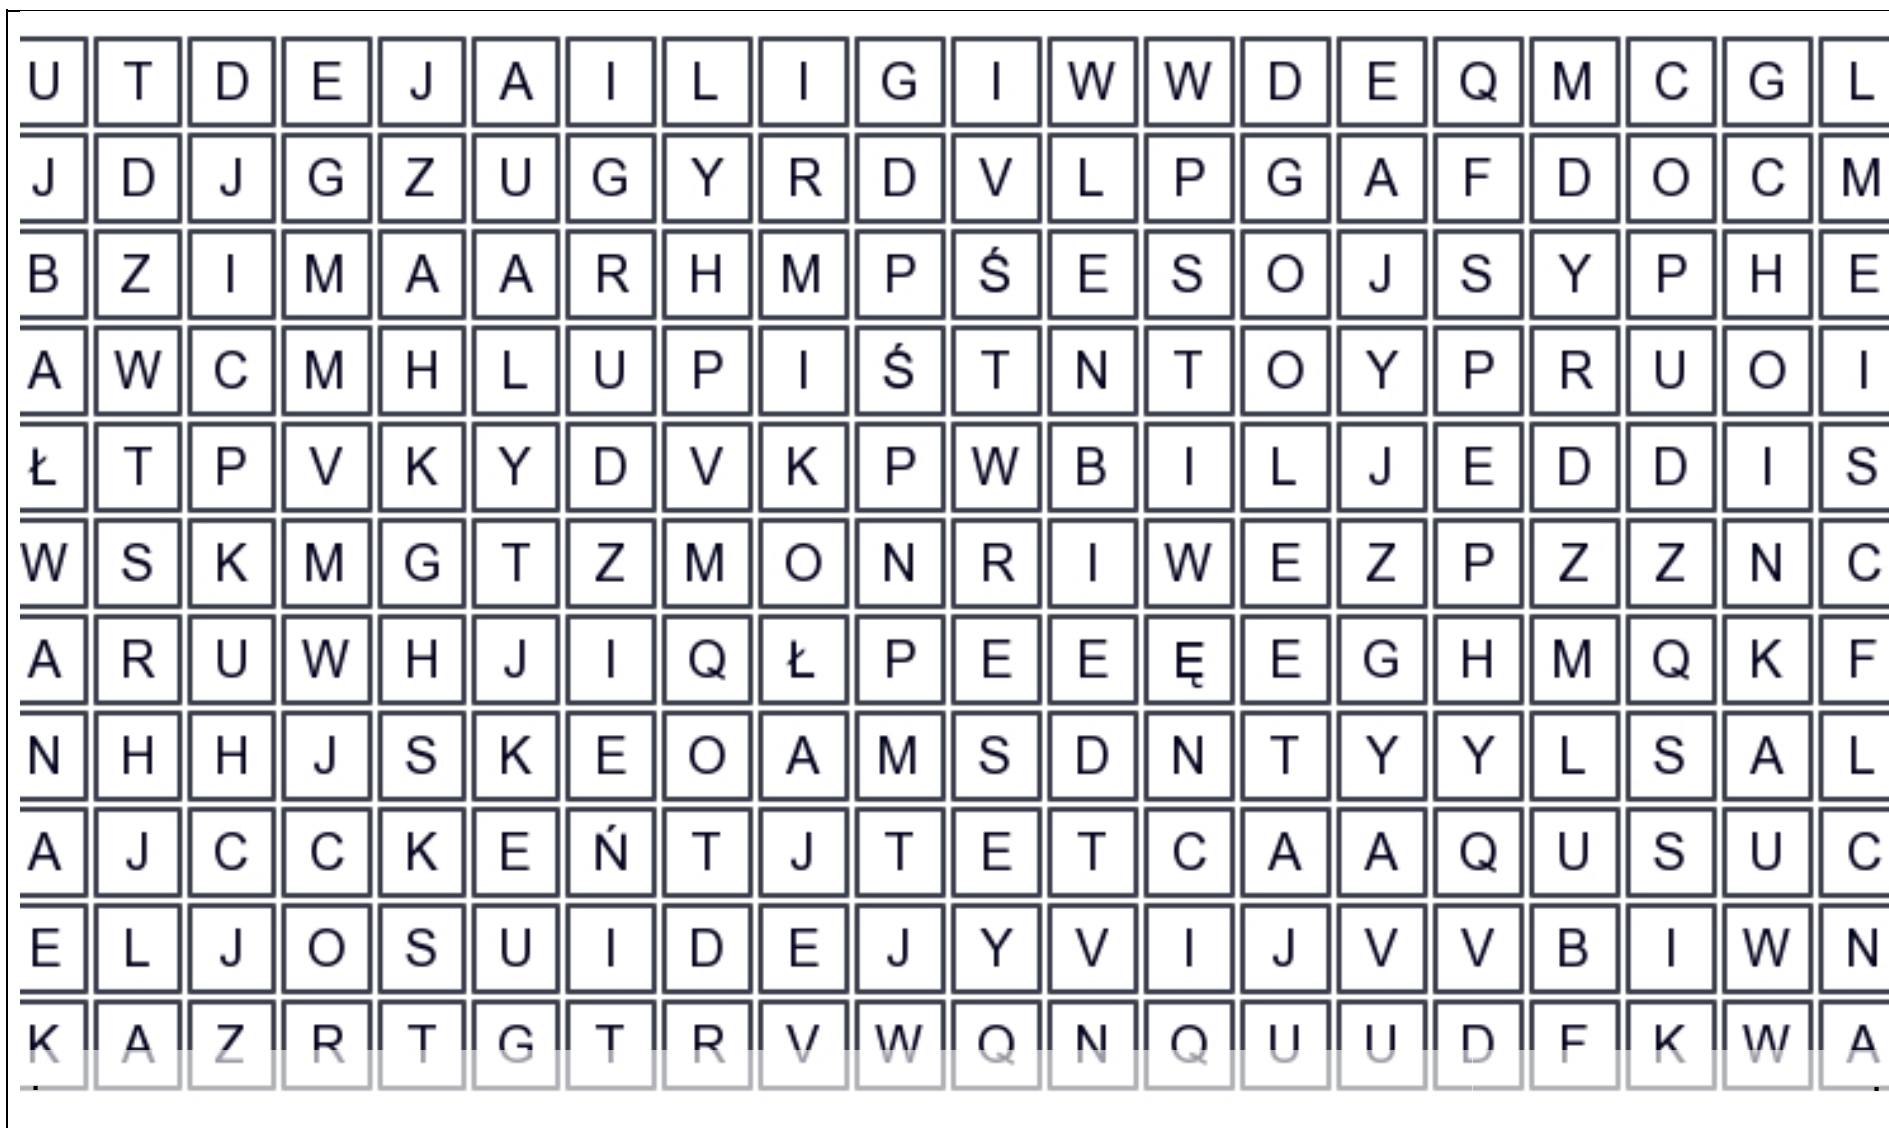 U T D E J A I L I G I W W D E Q M C G L
J D J G Z U G Y R D V L P G A F D O C M
B Z I M A A R H M P Ś E S O J S Y P H E
A W C M H L U P I Ś T N T O Y P R U O I
Ł T P V K Y D V K P W B I L J E D D I S
W S K M G T Z M O N R I W E Z P Z Z N C
A R U W H J I Q Ł P E E Ę E G H M Q K F
N H H J S K E O A M S D N T Y Y L S A L
A J C C K E Ń T J T E T C A A Q U S U C
E L J O S U I D E J Y V I J V V B I W N
K A Z R T G T R V W Q N Q U U D F K W A